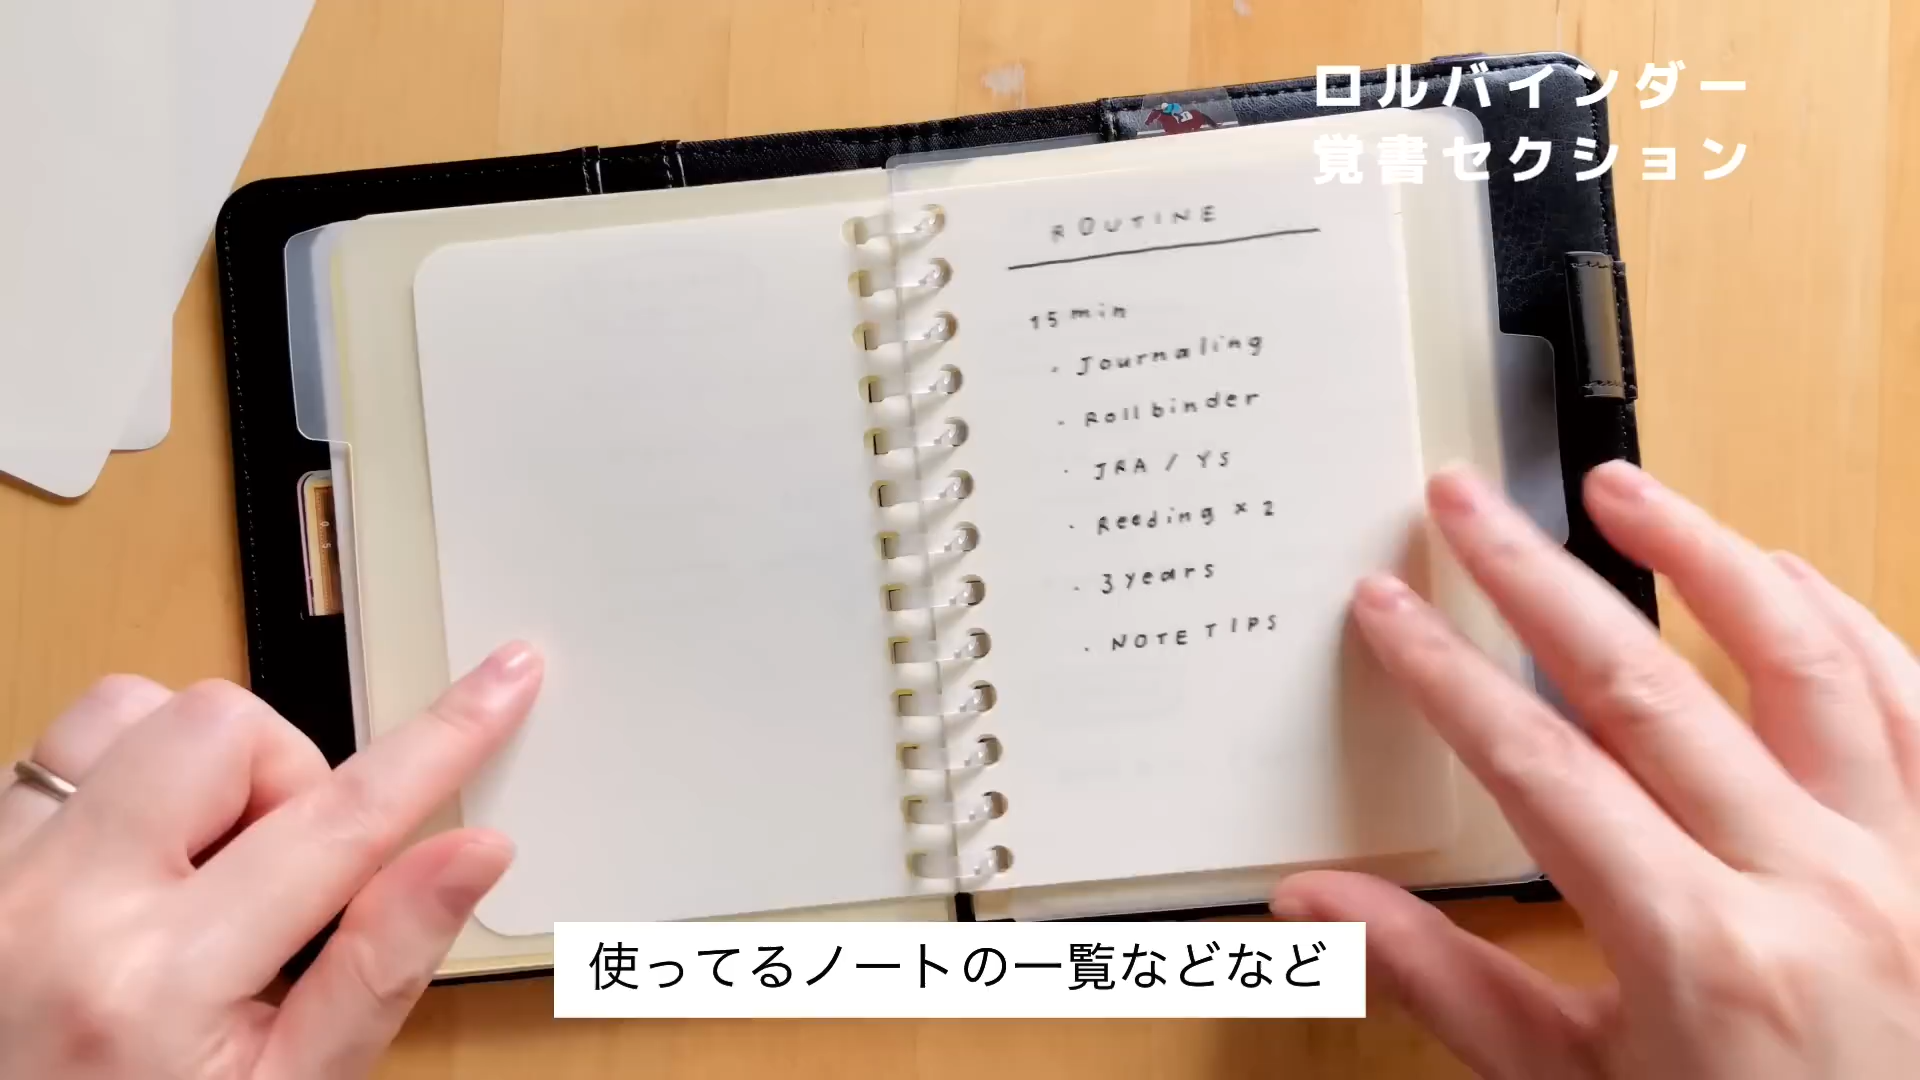 ロルバインダー
覚書セクション
ROUTINE
15 min
・Journaling
・Rollbinder
・JRA / YS
・Reading × 2
・3 years
・NOTE TIPS
使ってるノートの一覧などなど